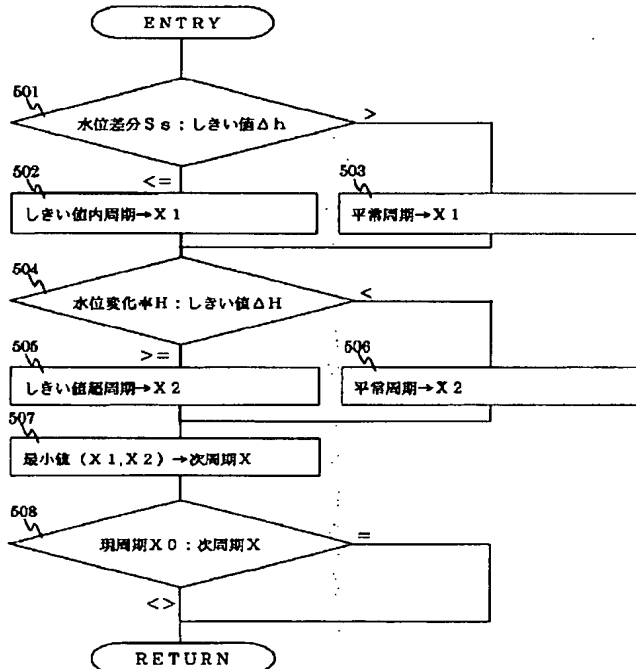 ENTRY
501
水位差分Ss:しきい値Δh
>
<=
502
しきい値内周期→X1
503
平常周期→X1
504
水位変化率H:しきい値ΔH
<
>=
505
しきい値超周期→X2
506
平常周期→X2
507
最小値(X1,X2)→次周期X
508
現周期X0:次周期X
=
<>
RETURN